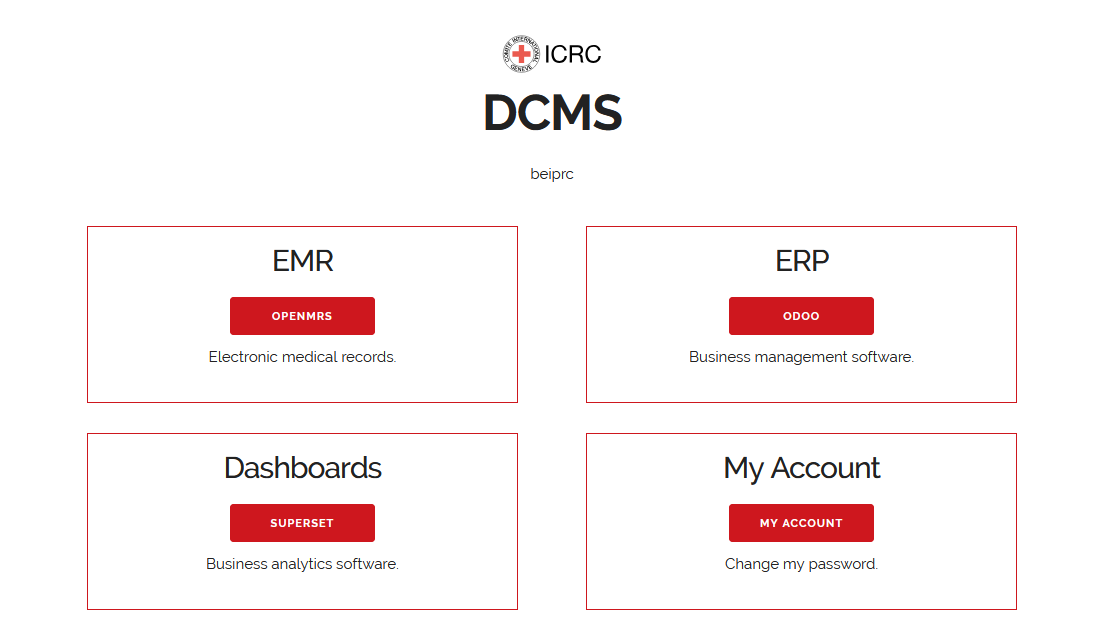 COMITE INTERNATIONAL GENEVE
ICRC
DCMS
beiprc
EMR
OPENMRS
Electronic medical records.
ERP
ODOO
Business management software.
Dashboards
SUPERSET
Business analytics software.
My Account
MY ACCOUNT
Change my password.